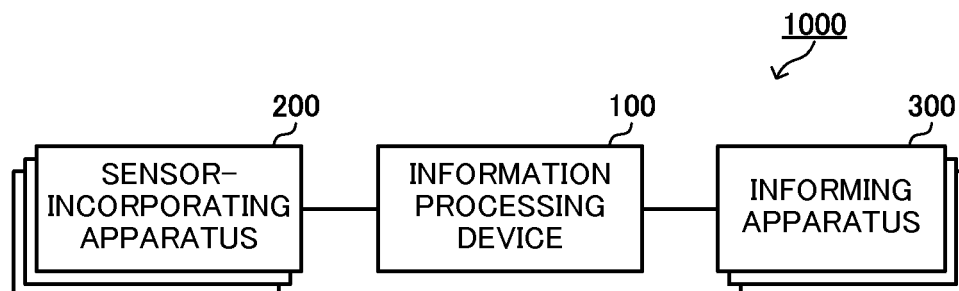 1000
200
100
300
SENSOR-
INCORPORATING
APPARATUS
INFORMATION
PROCESSING
DEVICE
INFORMING
APPARATUS